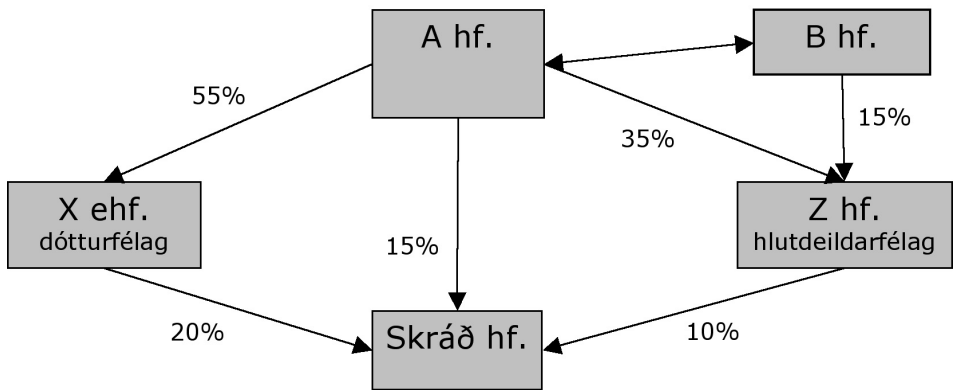 A hf.
B hf.
55%
35%
15%
X ehf.
dótturfélag
15%
Z hf.
hlutdeildarfélag
20%
Skráð hf.
10%